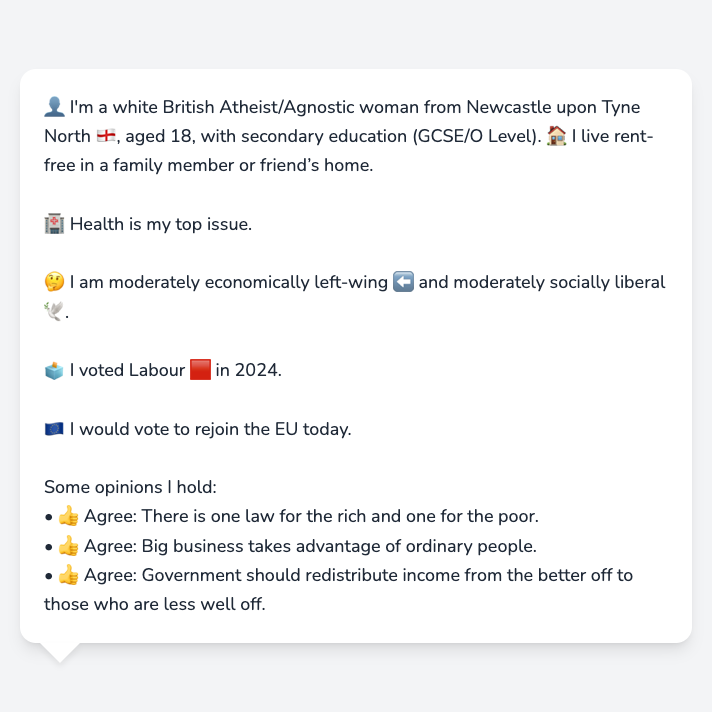 👤 I'm a white British Atheist/Agnostic woman from Newcastle upon Tyne
North 🏴󠁧󠁢󠁥󠁮󠁧󠁿, aged 18, with secondary education (GCSE/O Level). 🏠 I live rent-
free in a family member or friend’s home.
🏥 Health is my top issue.
🤔 I am moderately economically left-wing ⬅️ and moderately socially liberal
🕊️.
🗳️ I voted Labour 🟥 in 2024.
🇪🇺 I would vote to rejoin the EU today.
Some opinions I hold:
• 👍 Agree: There is one law for the rich and one for the poor.
• 👍 Agree: Big business takes advantage of ordinary people.
• 👍 Agree: Government should redistribute income from the better off to
those who are less well off.